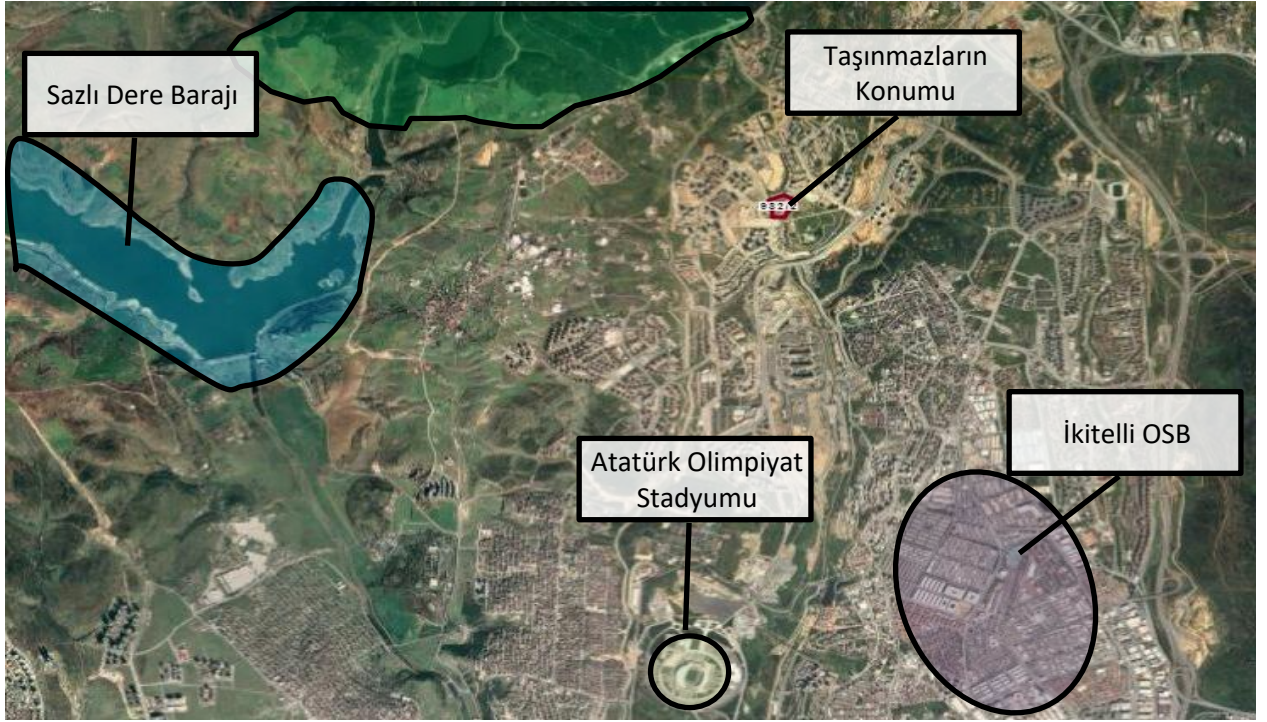 Taşınmazların
Konumu
Sazlı Dere Barajı
İkitelli OSB
Atatürk Olimpiyat
Stadyumu